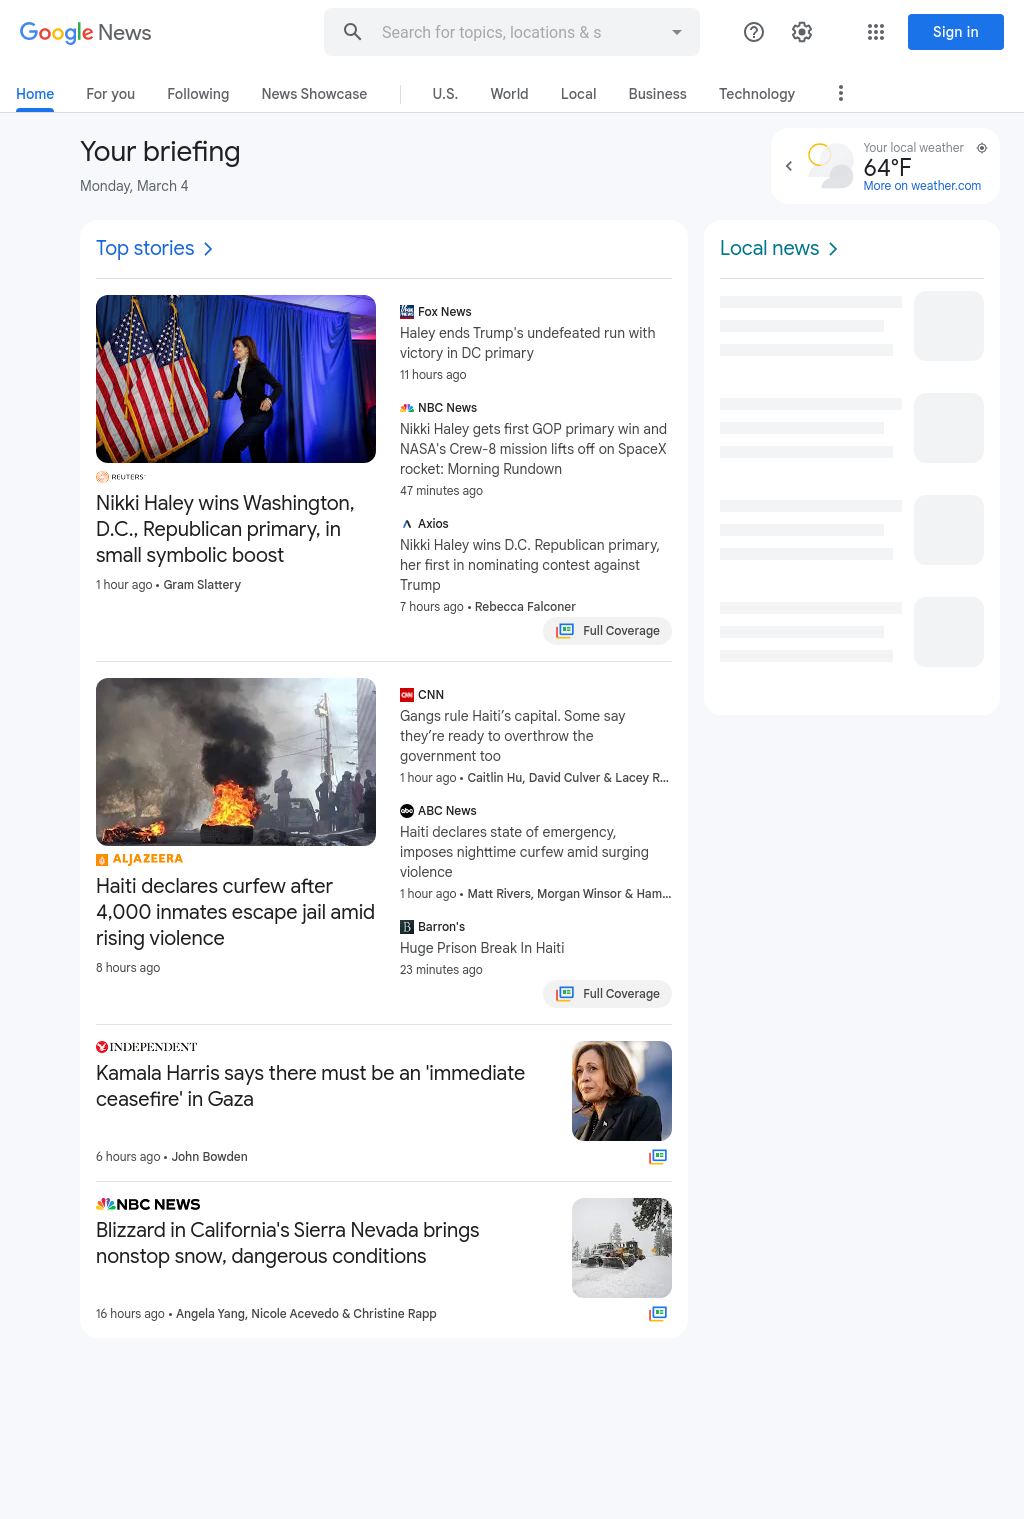 Google News
Search for topics, locations & s
Sign in
Home
For you
Following
News Showcase
U.S.
World
Local
Business
Technology
Your briefing
Monday, March 4
Your local weather
64°F
More on weather.com
Top stories
REUTERS
Nikki Haley wins Washington,
D.C., Republican primary, in
small symbolic boost
1 hour ago • Gram Slattery
Fox News
Haley ends Trump's undefeated run with
victory in DC primary
11 hours ago
NBC News
Nikki Haley gets first GOP primary win and
NASA's Crew-8 mission lifts off on SpaceX
rocket: Morning Rundown
47 minutes ago
Axios
Nikki Haley wins D.C. Republican primary,
her first in nominating contest against
Trump
7 hours ago • Rebecca Falconer
Full Coverage
ALJAZEERA
Haiti declares curfew after
4,000 inmates escape jail amid
rising violence
8 hours ago
CNN
CNN
Gangs rule Haiti’s capital. Some say
they’re ready to overthrow the
government too
1 hour ago • Caitlin Hu, David Culver & Lacey R...
abc
ABC News
Haiti declares state of emergency,
imposes nighttime curfew amid surging
violence
1 hour ago • Matt Rivers, Morgan Winsor & Ham...
B
Barron's
Huge Prison Break In Haiti
23 minutes ago
Full Coverage
INDEPENDENT
Kamala Harris says there must be an 'immediate
ceasefire' in Gaza
6 hours ago • John Bowden
NBC NEWS
Blizzard in California's Sierra Nevada brings
nonstop snow, dangerous conditions
16 hours ago • Angela Yang, Nicole Acevedo & Christine Rapp
Local news